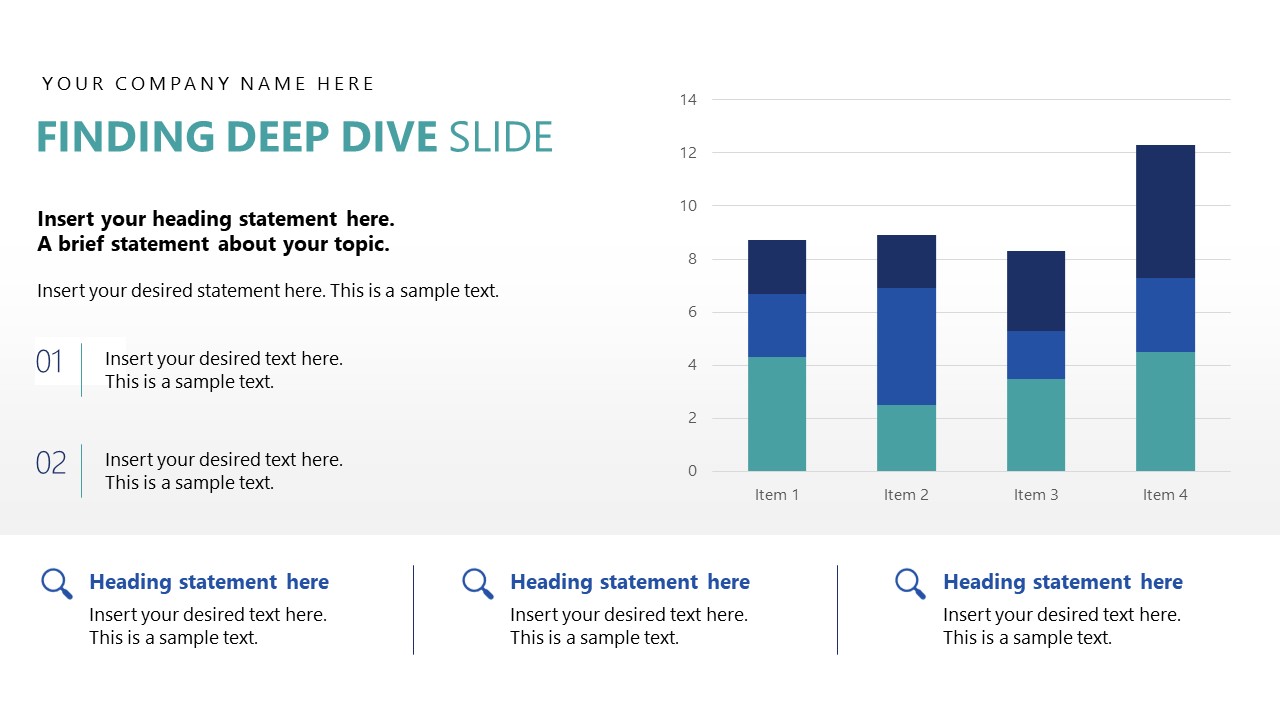 YOUR COMPANY NAME HERE
FINDING DEEP DIVE SLIDE
Insert your heading statement here.
A brief statement about your topic.
Insert your desired statement here. This is a sample text.
01
Insert your desired text here.
This is a sample text.
02
Insert your desired text here.
This is a sample text.
14
12
10
8
6
4
2
0
Item 1
Item 2
Item 3
Item 4
Heading statement here
Insert your desired text here.
This is a sample text.
Heading statement here
Insert your desired text here.
This is a sample text.
Heading statement here
Insert your desired text here.
This is a sample text.